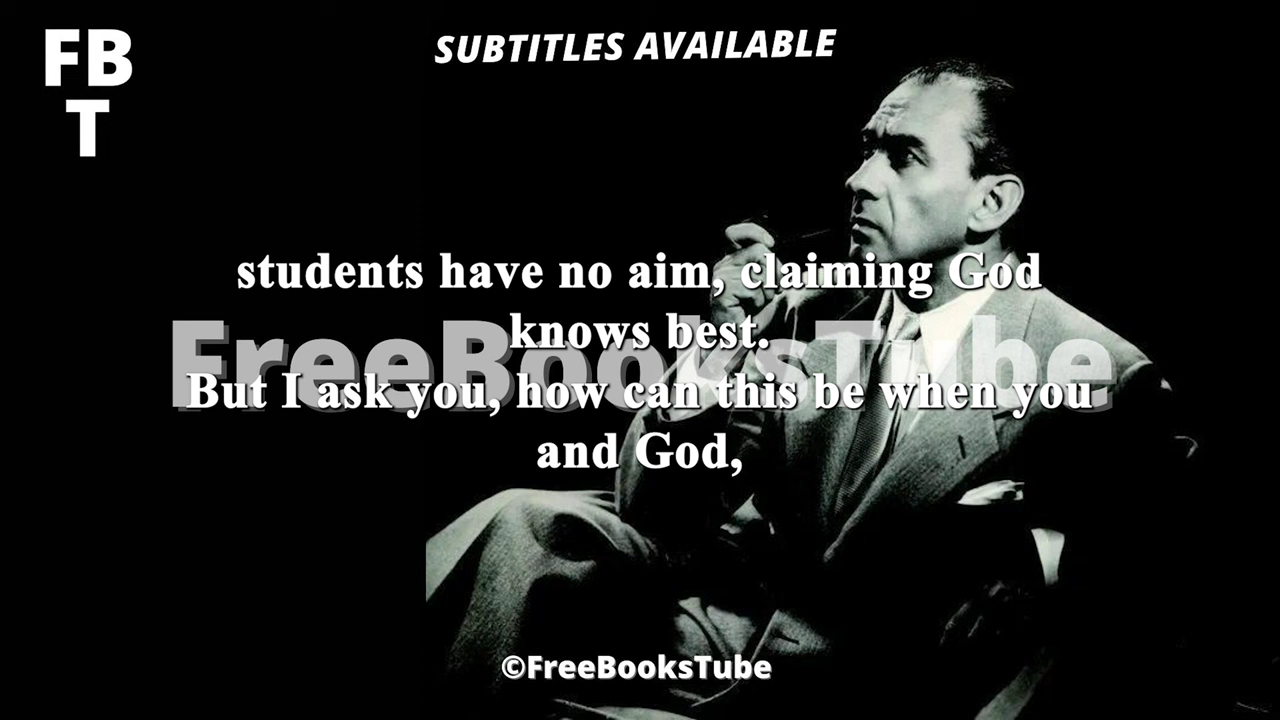 FB
T
SUBTITLES AVAILABLE
students have no aim, claiming God
knows best.
FreeBooksTube
But I ask you, how can this be when you
and God,
©FreeBooksTube